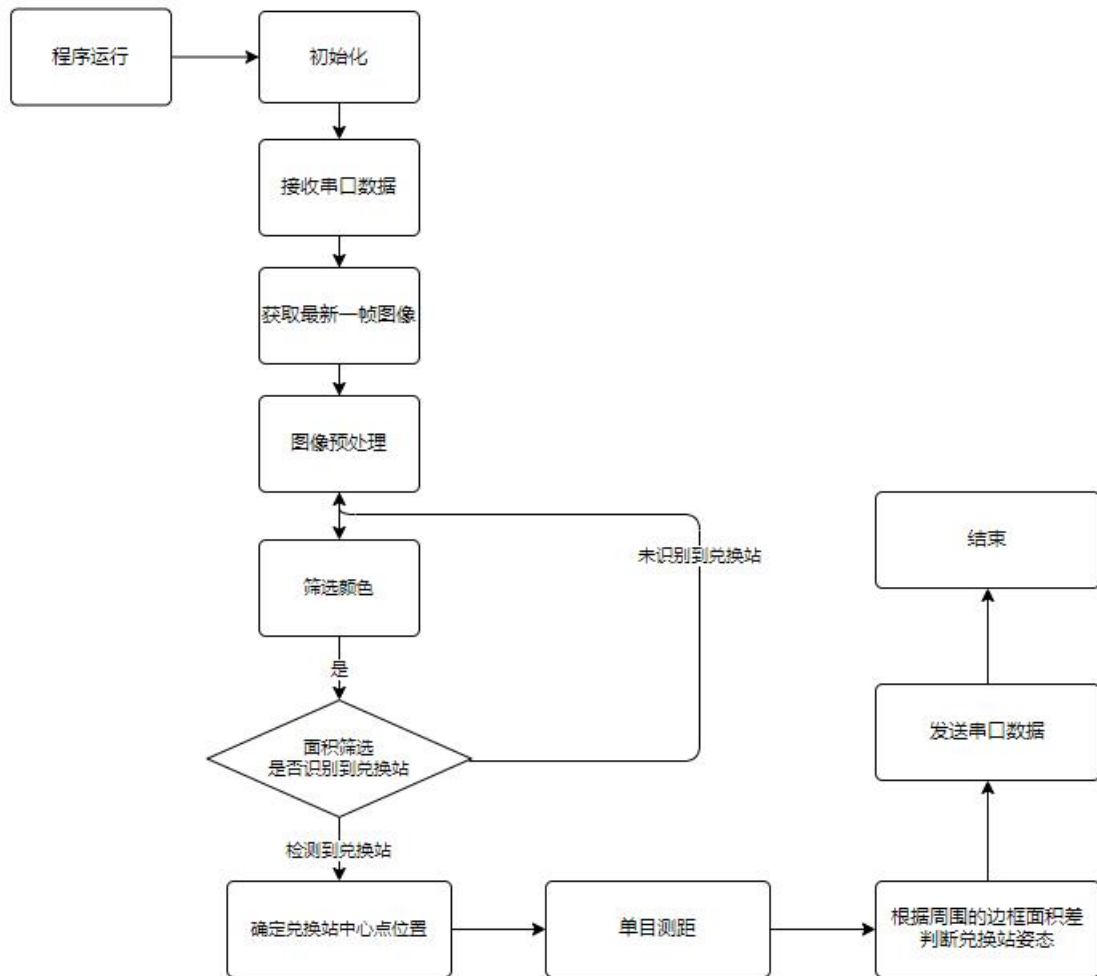 程序运行
初始化
接收串口数据
获取最新一帧图像
图像预处理
筛选颜色
是
面积筛选
是否识别到兑换站
未识别到兑换站
检测到兑换站
确定兑换站中心点位置
单目测距
根据周围的边框面积差
判断兑换站姿态
发送串口数据
结束